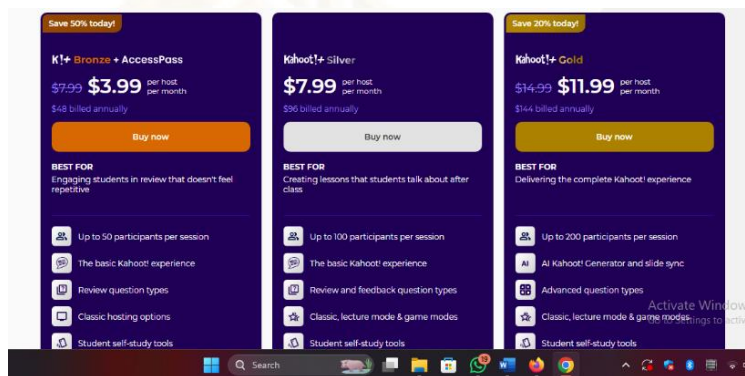 Save 50% today!
K!+ Bronze + AccessPass
$7.99 $3.99 per host
per month
$48 billed annually
Buy now
BEST FOR
Engaging students in review that doesn't feel
repetitive
Up to 50 participants per session
The basic Kahoot! experience
Review question types
Classic hosting options
Student self-study tools
Kahoot!+ Silver
$7.99 per host
per month
$96 billed annually
Buy now
BEST FOR
Creating lessons that students talk about after
class
Up to 100 participants per session
The basic Kahoot! experience
Review and feedback question types
Classic, lecture mode & game modes
Student self-study tools
Save 20% today!
Kahoot!+ Gold
$14.99 $11.99 per host
per month
$144 billed annually
Buy now
BEST FOR
Delivering the complete Kahoot! experience
Up to 200 participants per session
AI AI Kahoot! Generator and slide sync
Advanced question types
Classic, lecture mode & game modes
Student self-study tools
Activate Window
to Settings to activ
Search
19